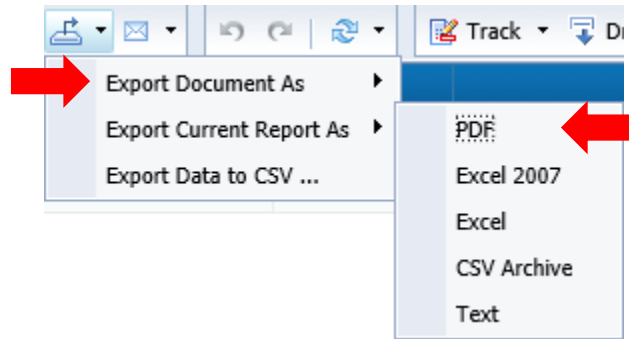 Track Dr
Export Document As
Export Current Report As
Export Data to CSV ...
PDF
Excel 2007
Excel
CSV Archive
Text